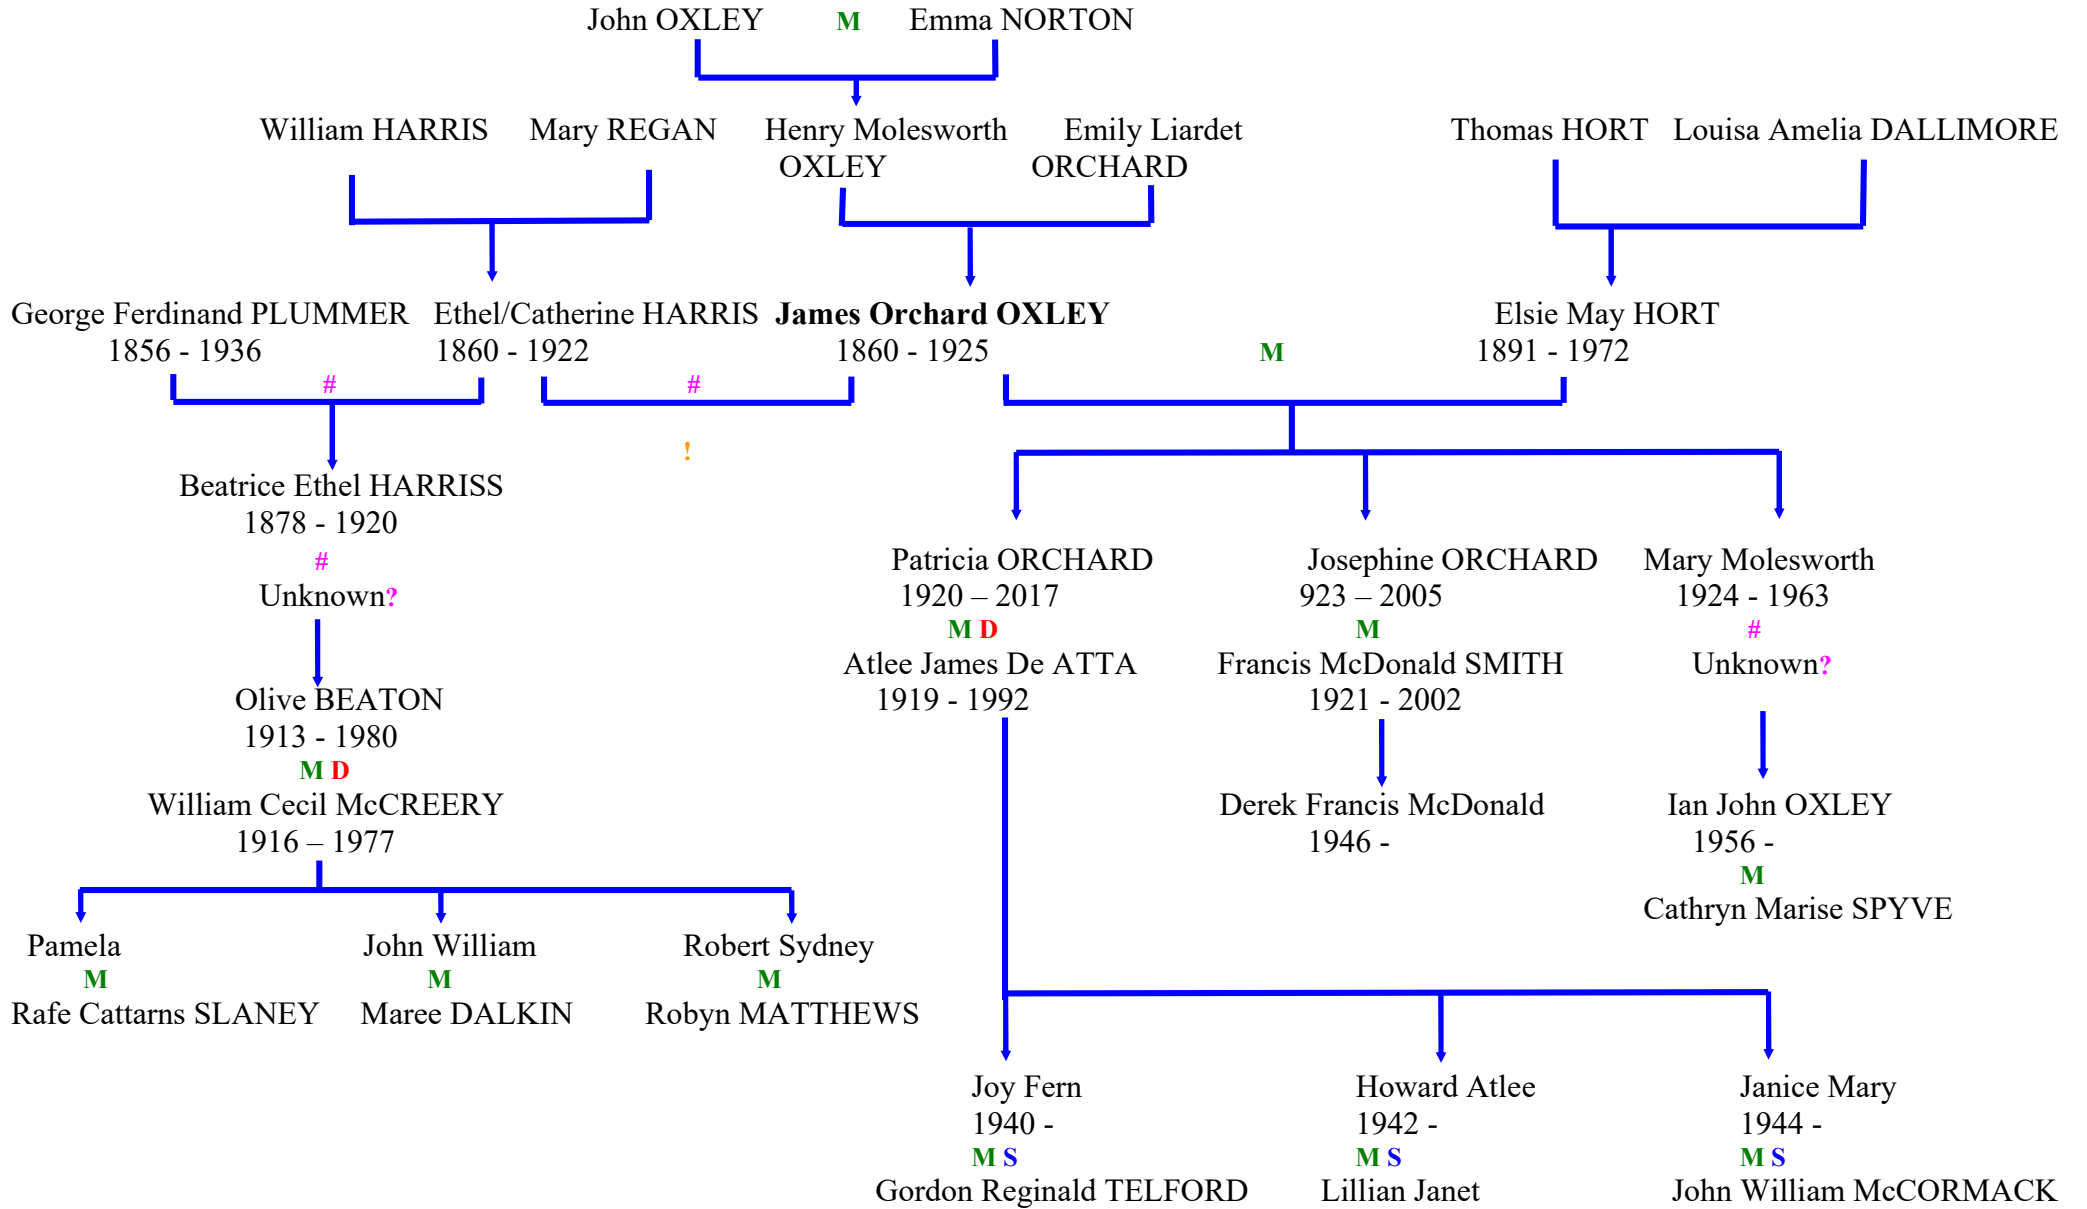 John OXLEY M Emma NORTON
William HARRIS Mary REGAN Henry Molesworth Emily Liardet Thomas HORT Louisa Amelia DALLIMORE
OXLEY ORCHARD
George Ferdinand PLUMMER Ethel/Catherine HARRIS James Orchard OXLEY Elsie May HORT
1856 - 1936 1860 - 1922 1860 - 1925 M 1891 - 1972
# #
!
Beatrice Ethel HARRISS
1878 - 1920
#
Unknown?
Patricia ORCHARD Josephine ORCHARD Mary Molesworth
1920 – 2017 923 – 2005 1924 - 1963
M D M #
Atlee James De ATTA Francis McDonald SMITH Unknown?
1919 - 1992 1921 - 2002
Olive BEATON
1913 - 1980
M D
William Cecil McCREERY Derek Francis McDonald Ian John OXLEY
1916 – 1977 1946 - 1956 -
M
Cathryn Marise SPYVE
Pamela John William Robert Sydney
M M M
Rafe Cattarns SLANEY Maree DALKIN Robyn MATTHEWS
Joy Fern Howard Atlee Janice Mary
1940 - 1942 - 1944 -
M S M S M S
Gordon Reginald TELFORD Lillian Janet John William McCORMACK